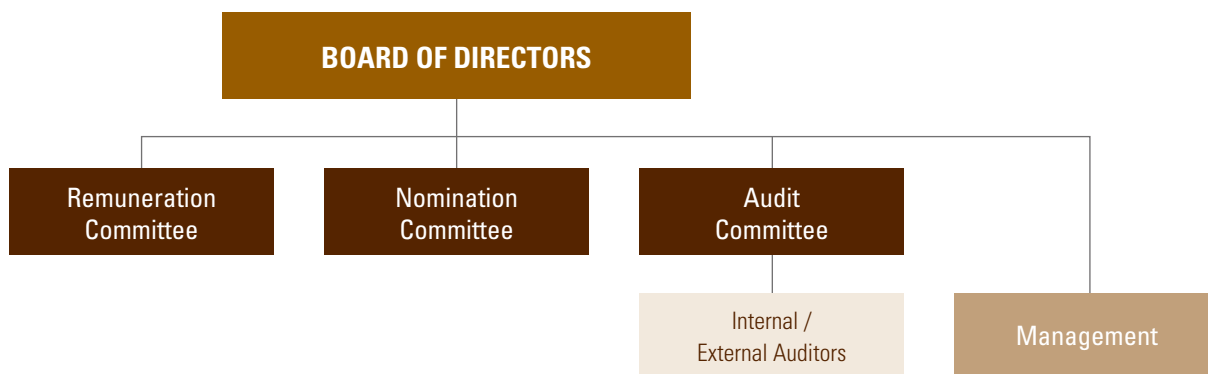 BOARD OF DIRECTORS
Remuneration
Committee
Nomination
Committee
Audit
Committee
Internal /
External Auditors
Management